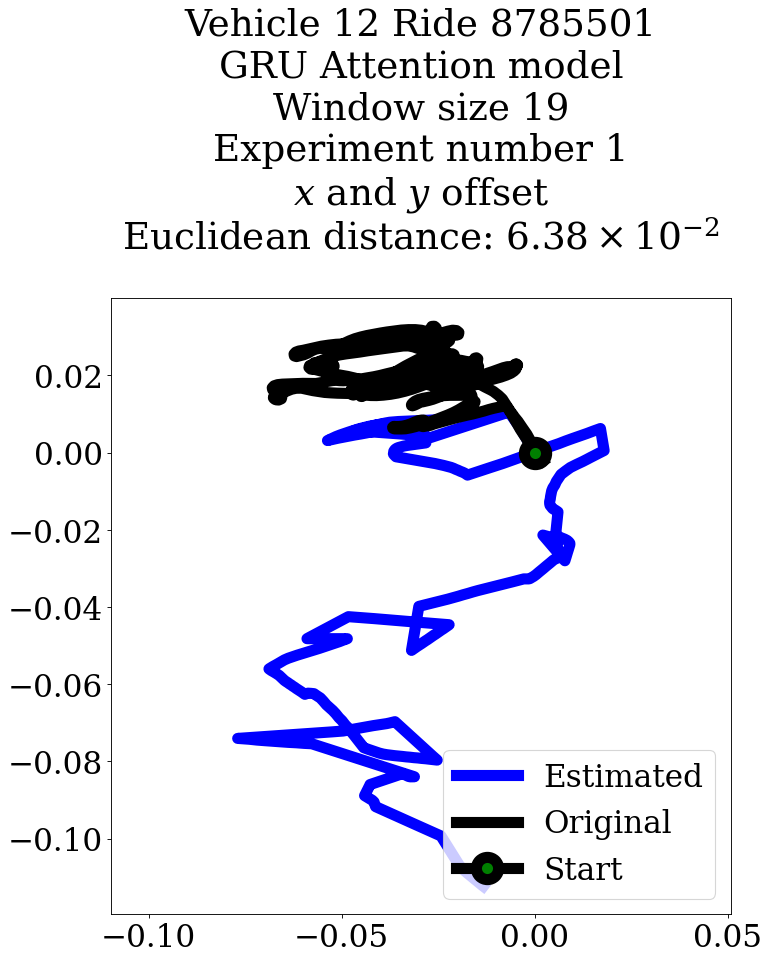 Vehicle 12 Ride 8785501
GRU Attention model
Window size 19
Experiment number 1
x and y offset
Euclidean distance: 6.38 × 10⁻²
0.02
0.00
−0.02
−0.04
−0.06
−0.08
−0.10
Estimated
Original
Start
−0.10
−0.05
0.00
0.05